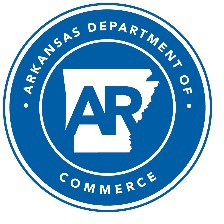 • ARKANSAS DEPARTMENT OF •
AR
COMMERCE